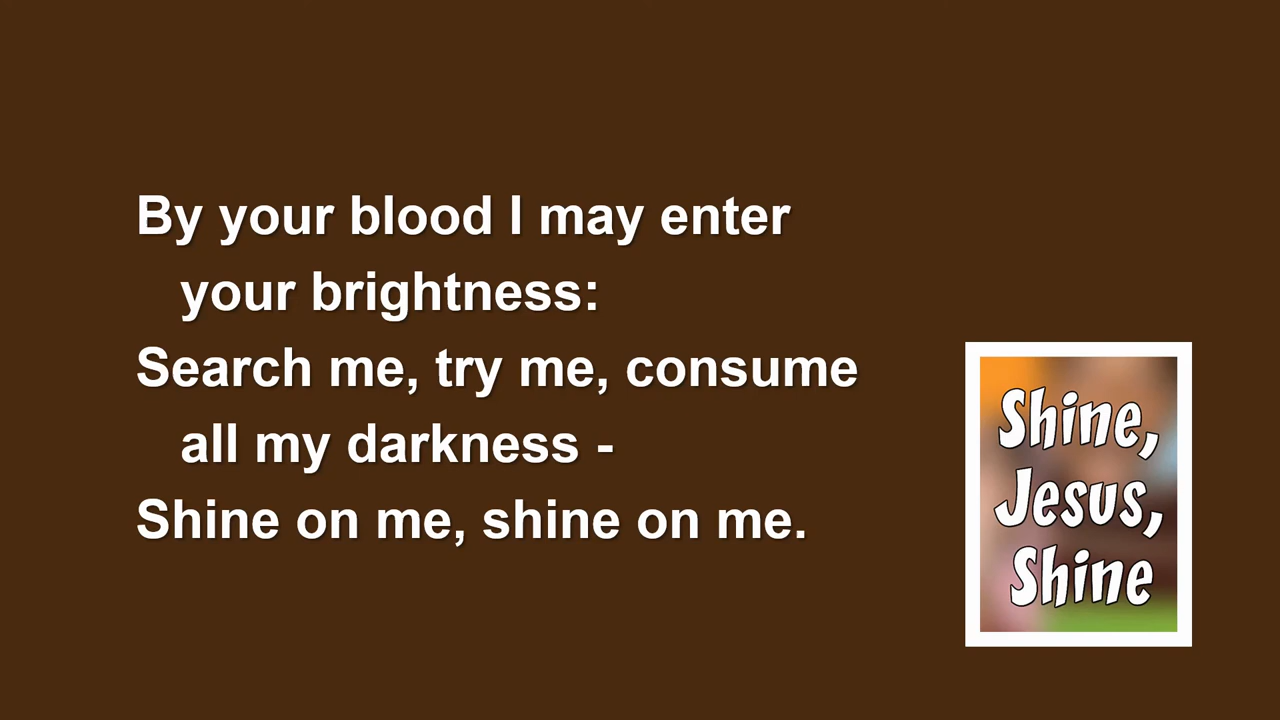 By your blood I may enter
your brightness:
Search me, try me, consume
all my darkness -
Shine on me, shine on me.
Shine,
Jesus,
Shine